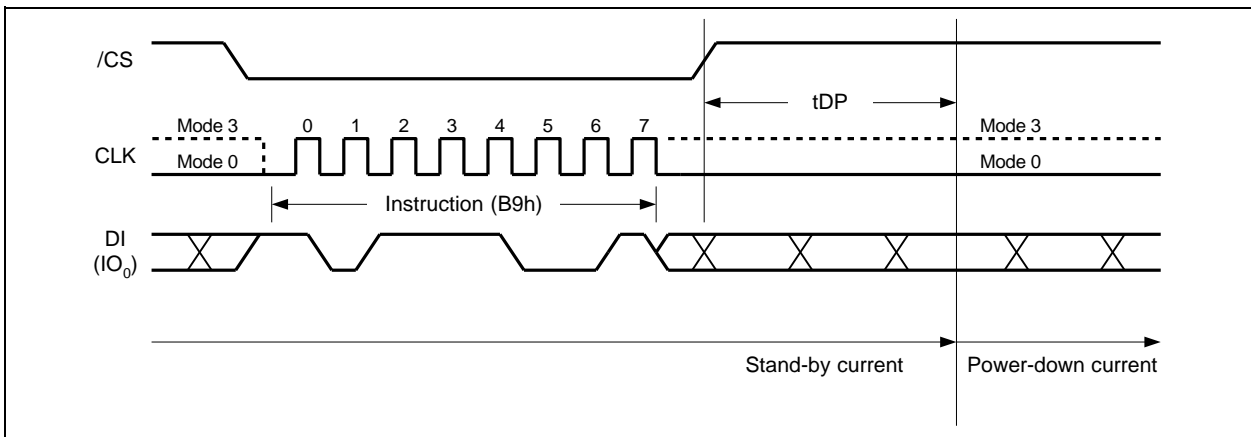 /CS
tDP
Mode 3
0 1 2 3 4 5 6 7
Mode 3
CLK
Mode 0
Mode 0
Instruction (B9h)
DI
(IO₀)
Stand-by current
Power-down current